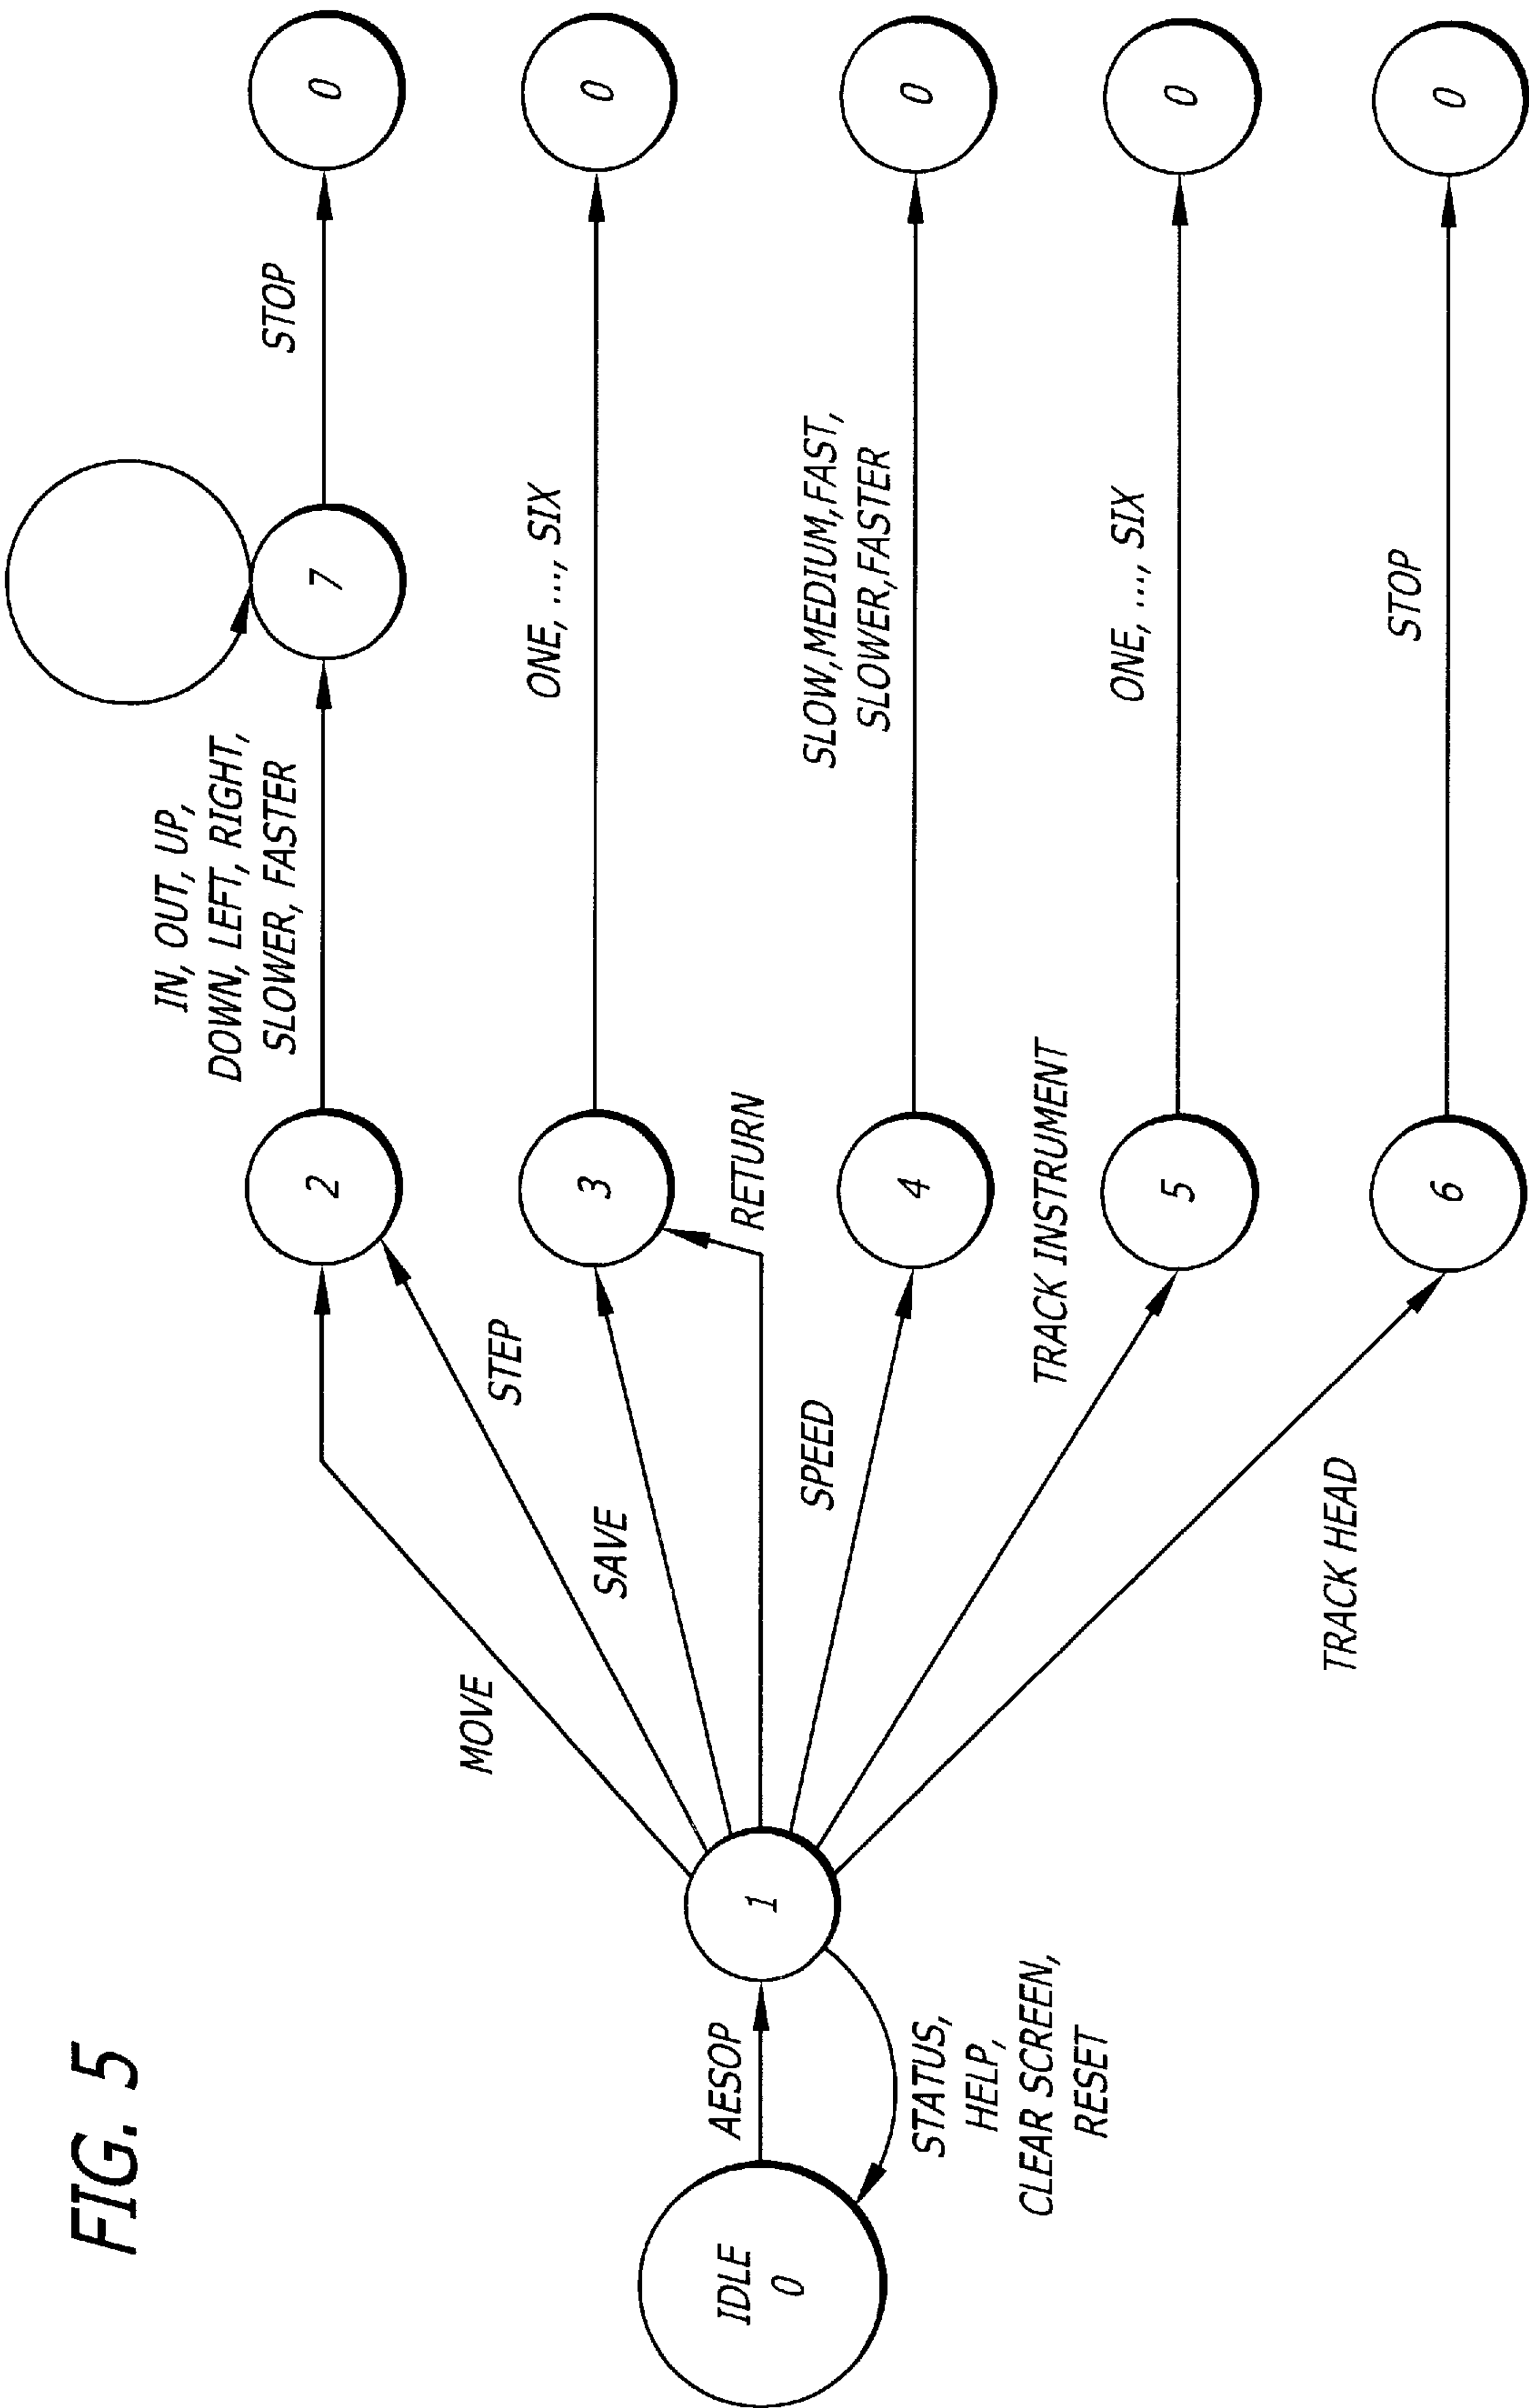 FIG. 5
IDLE
0
AESOP
STATUS,
HELP,
CLEAR SCREEN,
RESET
1
MOVE
STEP
SAVE
RETURN
SPEED
TRACK INSTRUMENT
TRACK HEAD
2
IN, OUT, UP,
DOWN, LEFT, RIGHT,
SLOWER, FASTER
7
STOP
0
3
ONE, ..., SIX
0
4
SLOW,MEDIUM,FAST,
SLOWER,FASTER
0
5
ONE, ..., SIX
0
6
STOP
0